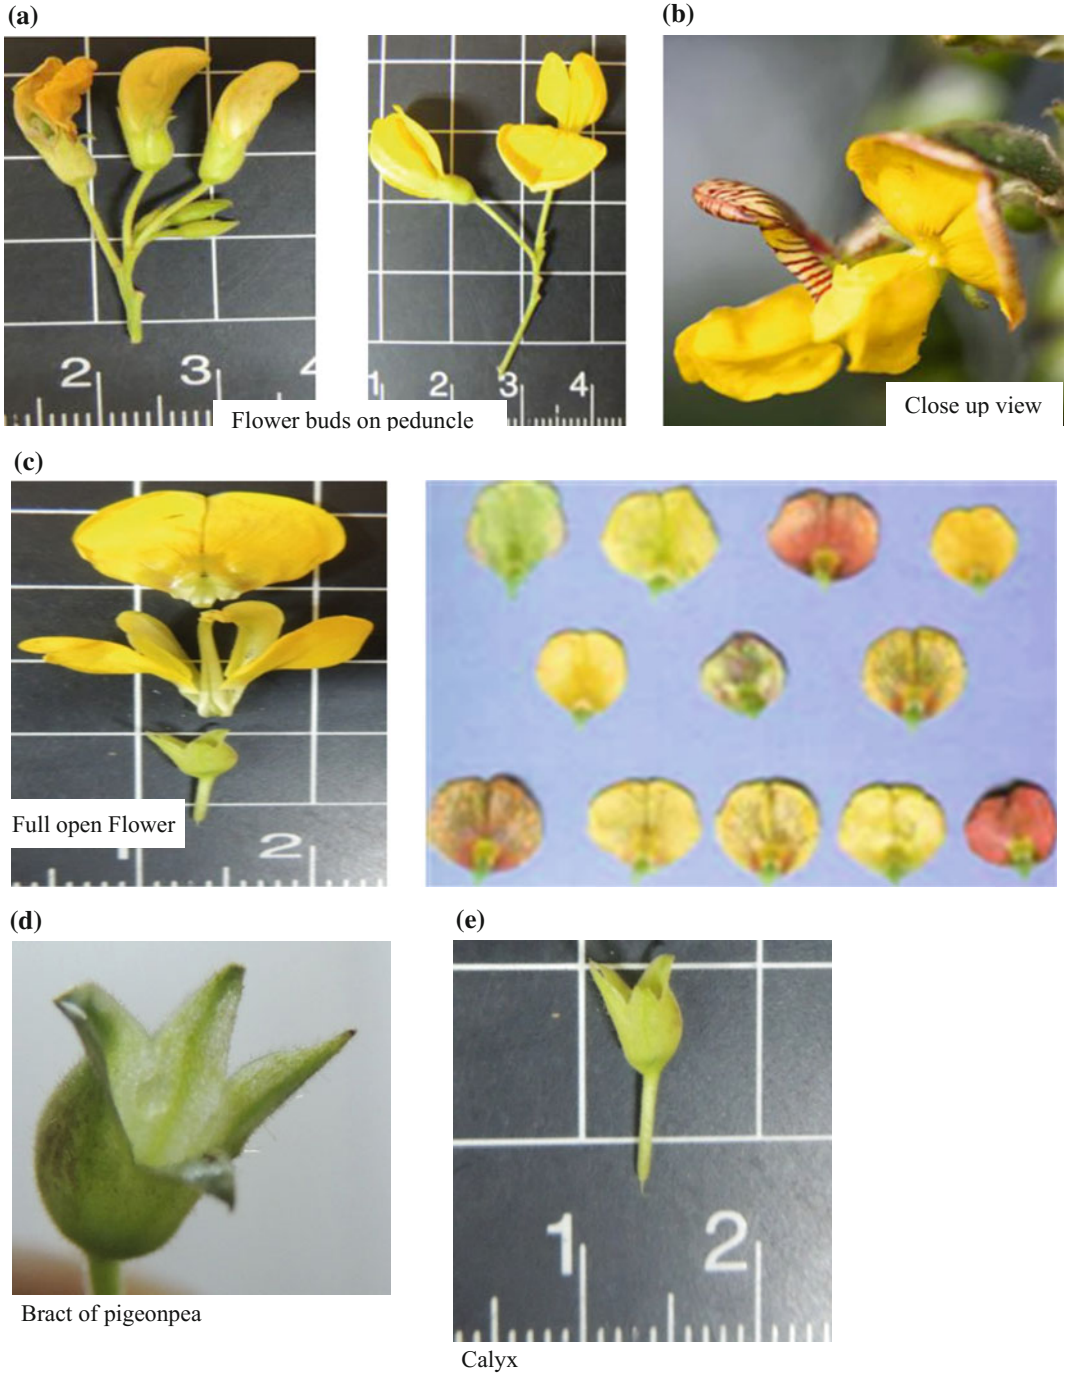 (a)
(b)
2 3 4
1 2 3 4
Flower buds on peduncle
Close up view
(c)
Full open Flower
1 2
(d)
(e)
Bract of pigeonpea
1 2
Calyx